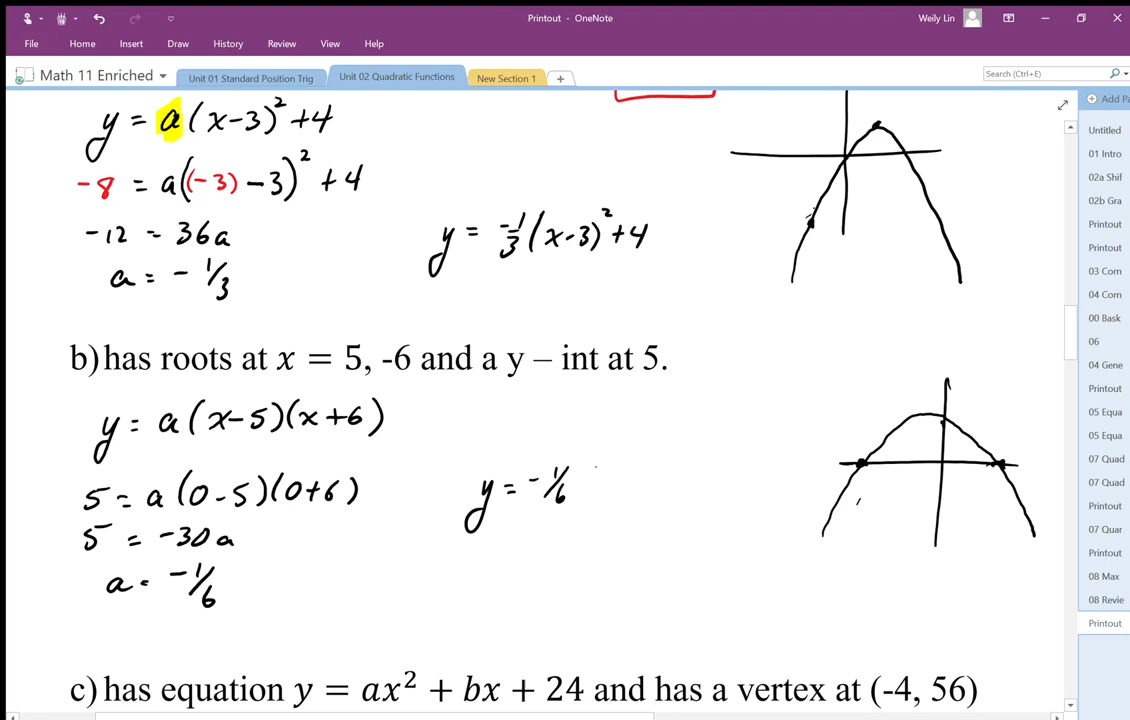 Printout - OneNote
Weily Lin
File Home Insert Draw History Review View Help
Math 11 Enriched
Unit 01 Standard Position Trig
Unit 02 Quadratic Functions
New Section 1
Search (Ctrl+E)
y = a(x-3)² +4
-8 = a((-3) -3)² +4
-12 = 36a
a = - 1/3
y = -1/3 (x-3)² +4
b) has roots at x = 5, -6 and a y – int at 5.
y = a(x-5)(x+6)
5 = a(0-5)(0+6)
5 = -30a
a = -1/6
y = -1/6
c) has equation y = ax² + bx + 24 and has a vertex at (-4, 56)
Add Pa
Untitled
01 Intro
02a Shif
02b Gra
Printout
Printout
03 Com
04 Com
00 Bask
06
04 Gene
Printout
05 Equa
05 Equa
07 Quad
07 Quad
Printout
07 Quar
Printout
08 Max
08 Revie
Printout